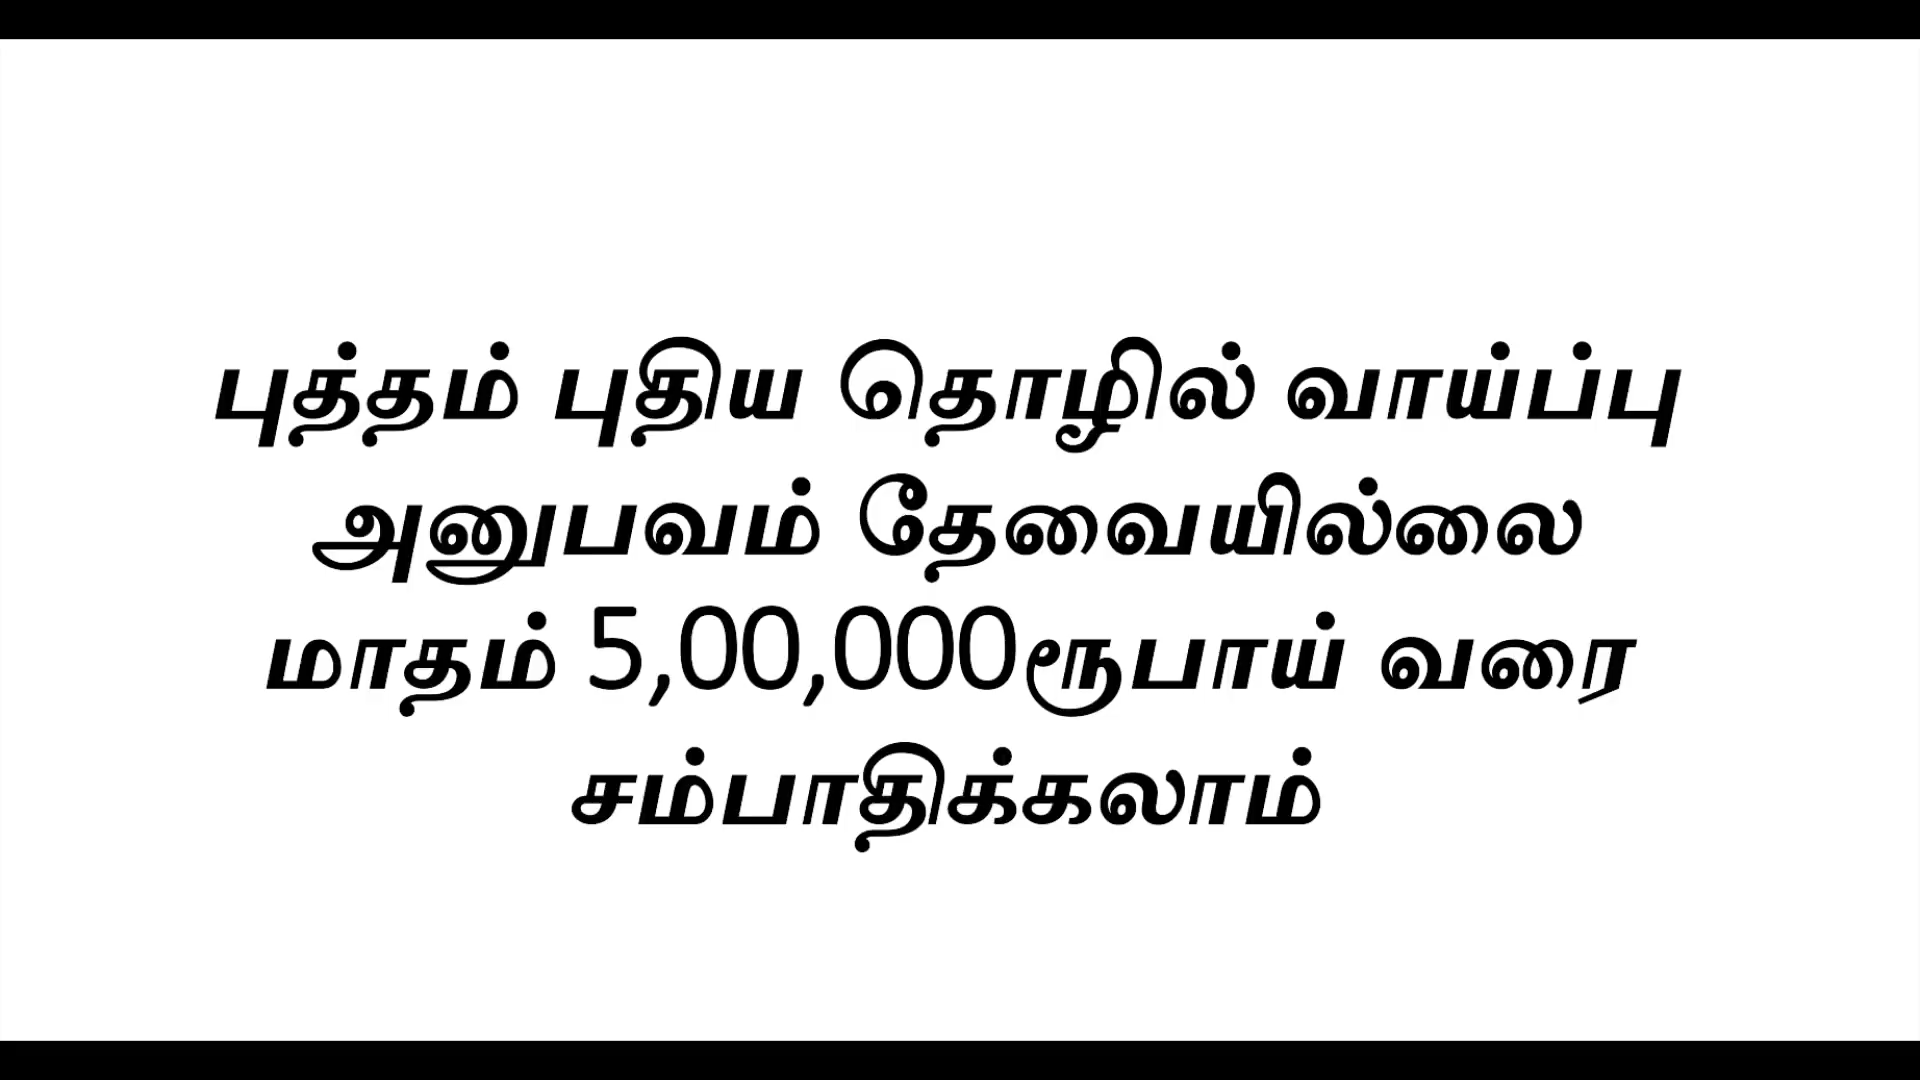 புத்தம் புதிய தொழில் வாய்ப்பு
அனுபவம் தேவையில்லை
மாதம் 5,00,000ரூபாய் வரை
சம்பாதிக்கலாம்